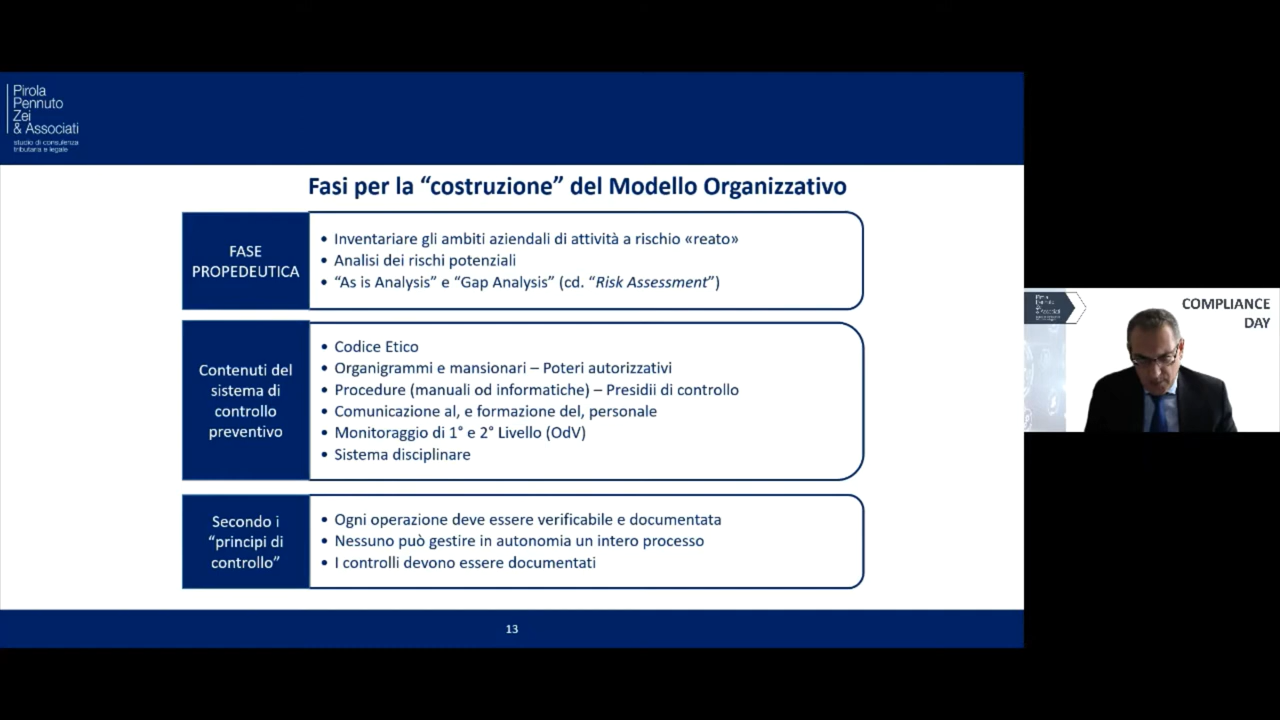 Pirola
Pennuto
Zei
& Associati
studio di consulenza
tributaria e legale
Fasi per la “costruzione” del Modello Organizzativo
FASE
PROPEDEUTICA
• Inventariare gli ambiti aziendali di attività a rischio «reato»
• Analisi dei rischi potenziali
• “As is Analysis” e “Gap Analysis” (cd. “Risk Assessment”)
Contenuti del
sistema di
controllo
preventivo
• Codice Etico
• Organigrammi e mansionari – Poteri autorizzativi
• Procedure (manuali od informatiche) – Presidii di controllo
• Comunicazione al, e formazione del, personale
• Monitoraggio di 1° e 2° Livello (OdV)
• Sistema disciplinare
Secondo i
“principi di
controllo”
• Ogni operazione deve essere verificabile e documentata
• Nessuno può gestire in autonomia un intero processo
• I controlli devono essere documentati
13
Pirola
Pennuto
Zei
& Associati
COMPLIANCE
DAY